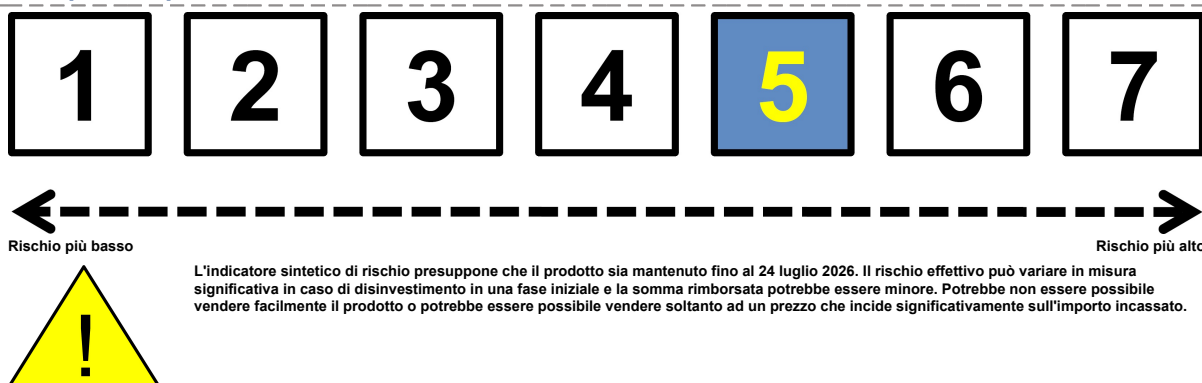 1 2 3 4 5 6 7
Rischio più basso Rischio più alto
L'indicatore sintetico di rischio presuppone che il prodotto sia mantenuto fino al 24 luglio 2026. Il rischio effettivo può variare in misura
significativa in caso di disinvestimento in una fase iniziale e la somma rimborsata potrebbe essere minore. Potrebbe non essere possibile
vendere facilmente il prodotto o potrebbe essere possibile vendere soltanto ad un prezzo che incide significativamente sull'importo incassato.
!